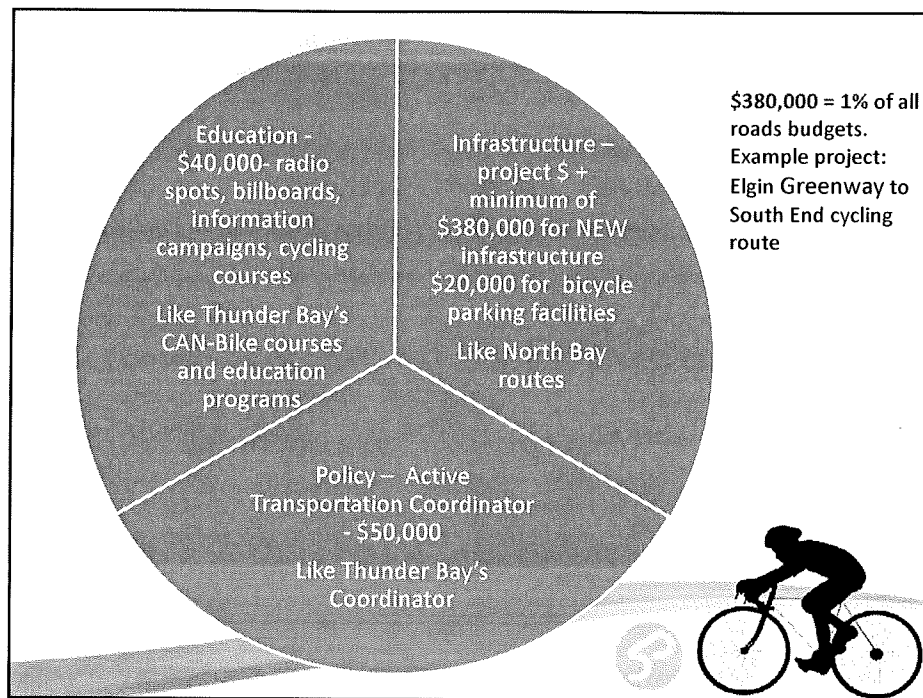 Education -
$40,000- radio
spots, billboards,
information
campaigns, cycling
courses
Like Thunder Bay's
CAN-Bike courses
and education
programs
Infrastructure –
project $ +
minimum of
$380,000 for NEW
infrastructure
$20,000 for bicycle
parking facilities
Like North Bay
routes
Policy – Active
Transportation Coordinator
- $50,000
Like Thunder Bay's
Coordinator
$380,000 = 1% of all
roads budgets.
Example project:
Elgin Greenway to
South End cycling
route